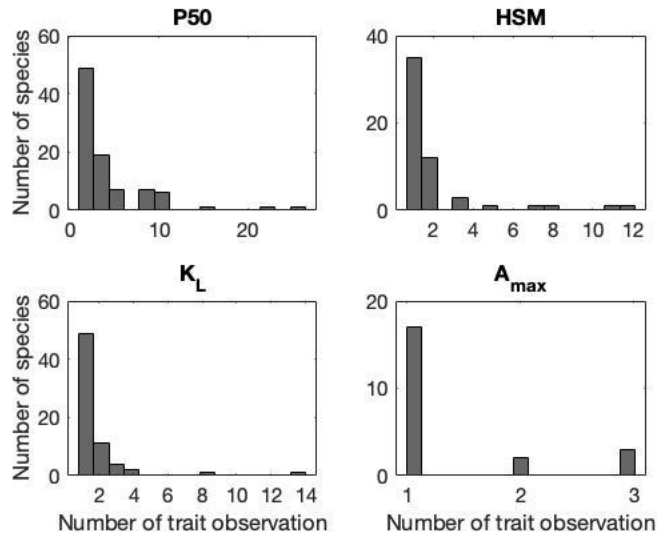 P50
HSM
Number of species
60
40
20
0
0 10 20
40
20
0
2 4 6 8 10 12
K_L
A_max
Number of species
60
40
20
0
2 4 6 8 10 12 14
20
10
0
1 2 3
Number of trait observation
Number of trait observation